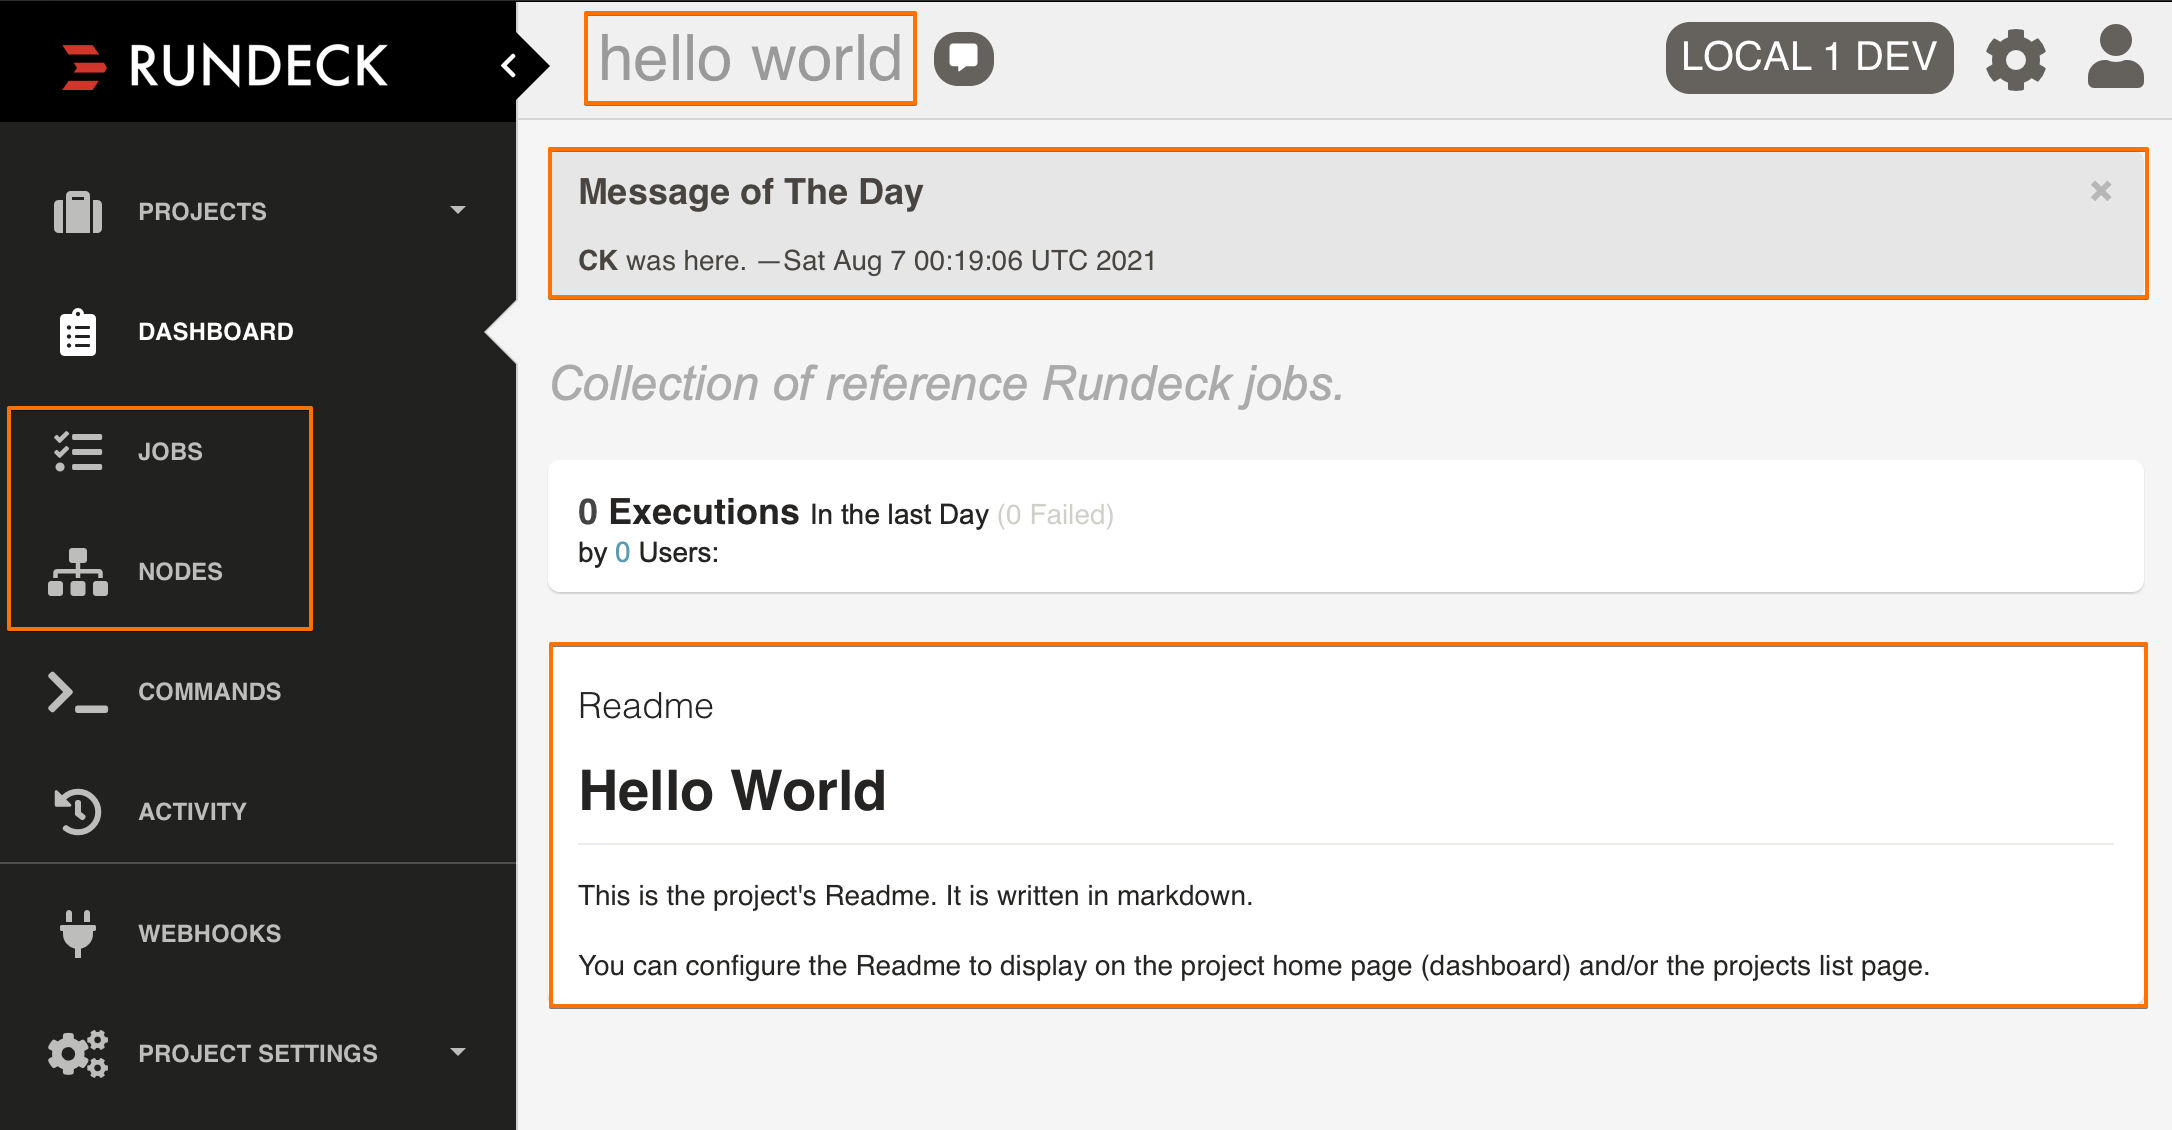 RUNDECK
hello world
LOCAL 1 DEV
PROJECTS
DASHBOARD
JOBS
NODES
COMMANDS
ACTIVITY
WEBHOOKS
PROJECT SETTINGS
Message of The Day
CK was here. —Sat Aug 7 00:19:06 UTC 2021
Collection of reference Rundeck jobs.
0 Executions In the last Day (0 Failed)
by 0 Users:
Readme
Hello World
This is the project's Readme. It is written in markdown.
You can configure the Readme to display on the project home page (dashboard) and/or the projects list page.